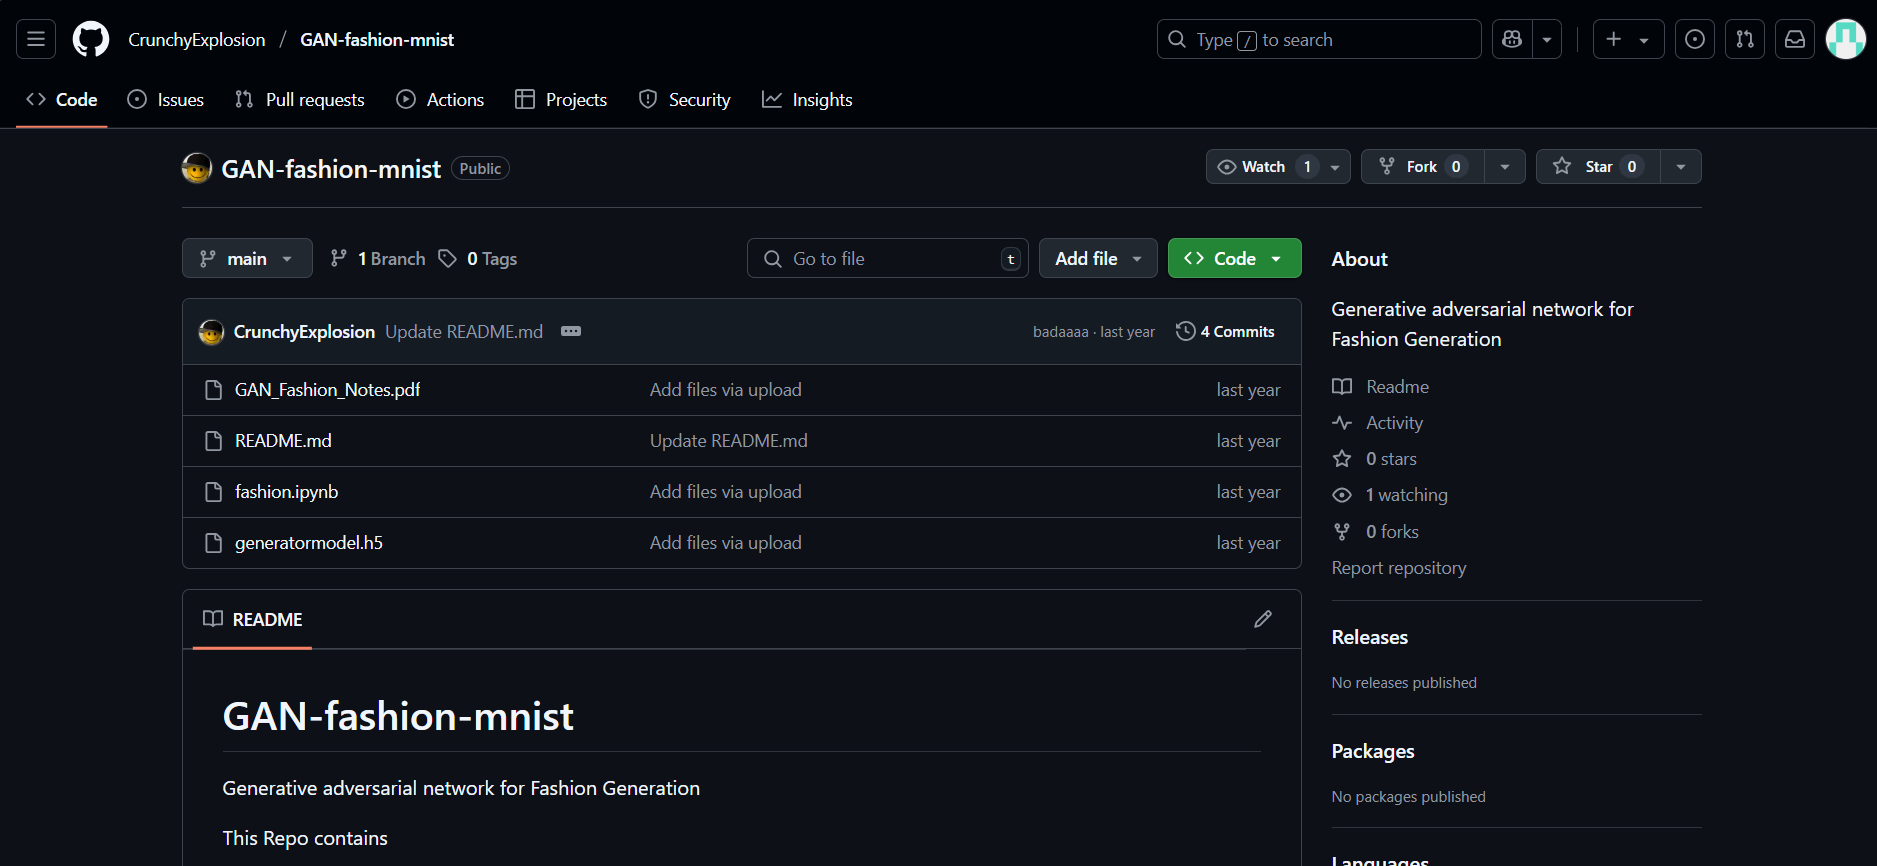 CrunchyExplosion / GAN-fashion-mnist
Type / to search
Code Issues Pull requests Actions Projects Security Insights
GAN-fashion-mnist Public
Watch 1 Fork 0 Star 0
main 1 Branch 0 Tags
Go to file t
Add file
Code
CrunchyExplosion Update README.md
badaaaa · last year 4 Commits
GAN_Fashion_Notes.pdf Add files via upload last year
README.md Update README.md last year
fashion.ipynb Add files via upload last year
generatormodel.h5 Add files via upload last year
README
GAN-fashion-mnist
Generative adversarial network for Fashion Generation
This Repo contains
About
Generative adversarial network for
Fashion Generation
Readme
Activity
0 stars
1 watching
0 forks
Report repository
Releases
No releases published
Packages
No packages published
Languages